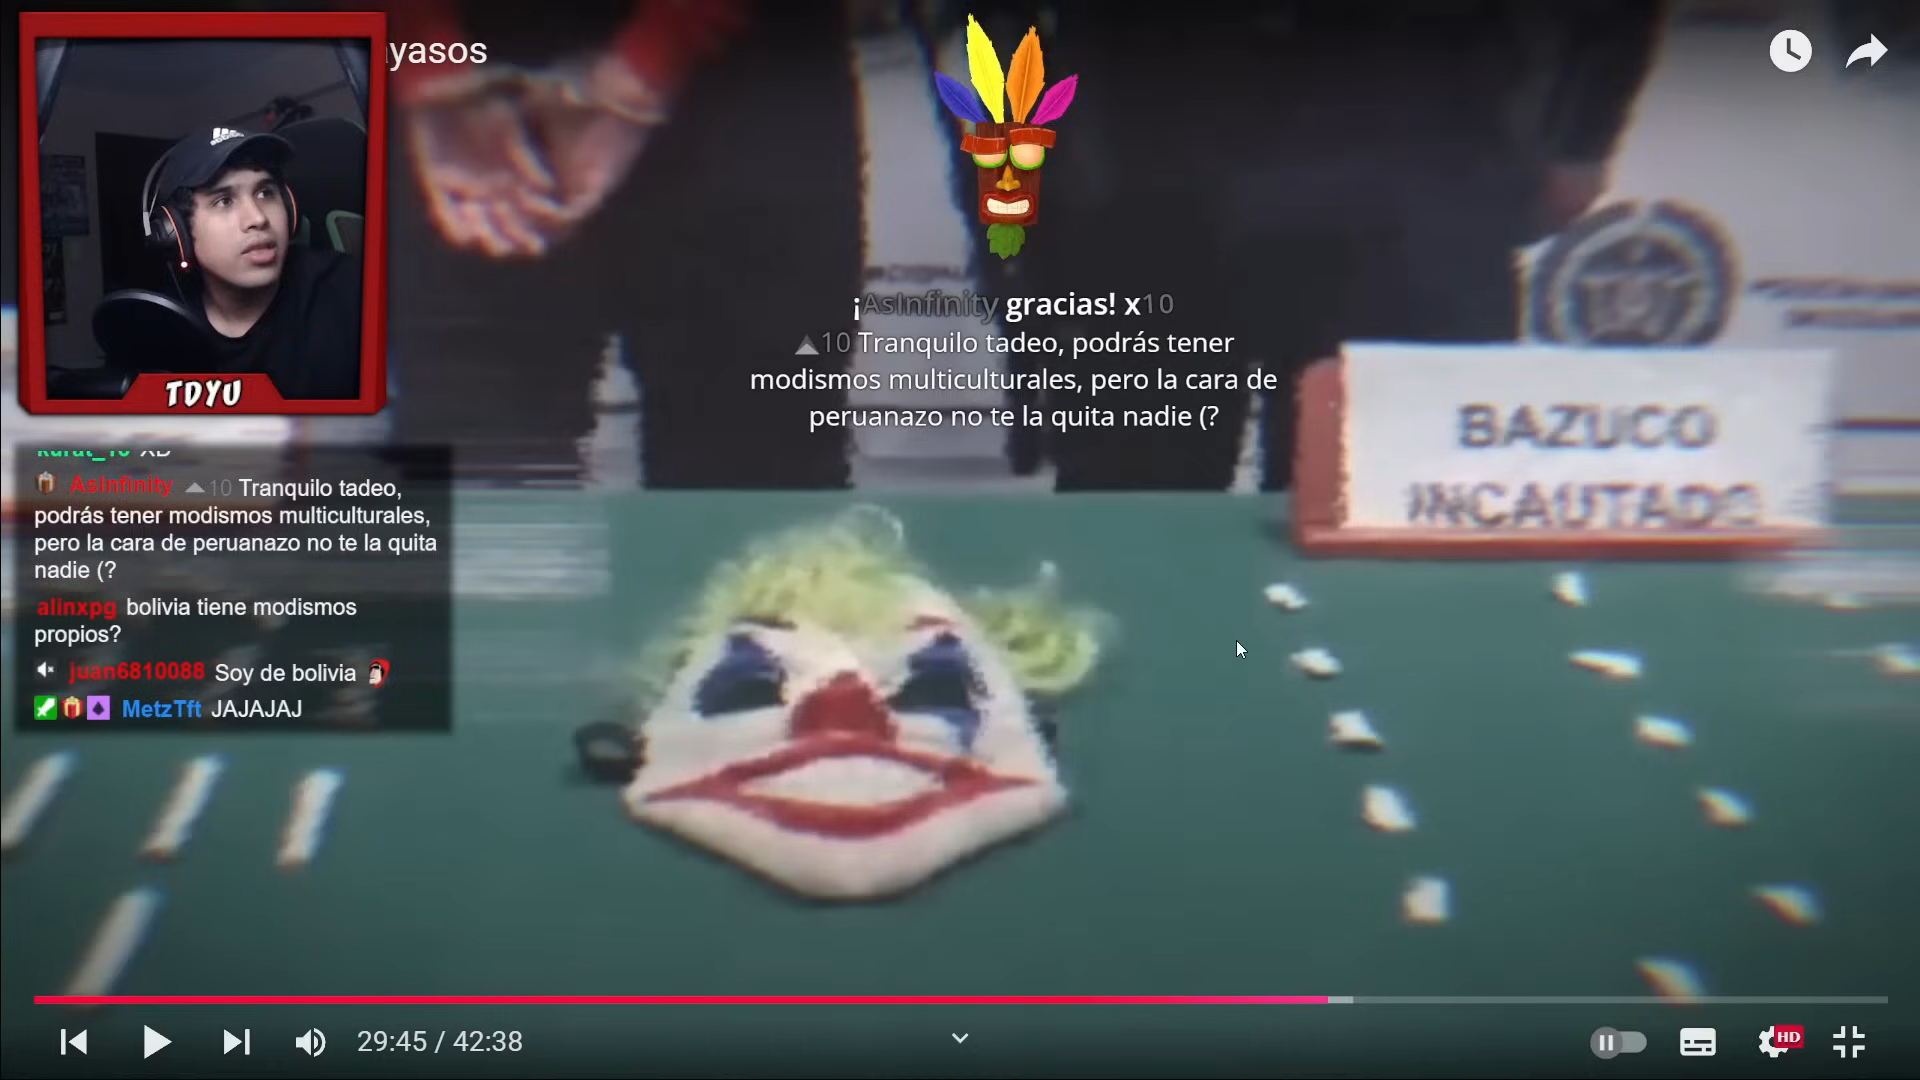 ayasos
¡AsInfinity gracias! x10
10 Tranquilo tadeo, podrás tener
modismos multiculturales, pero la cara de
peruanazo no te la quita nadie (?
TDYU
kurat_10 XD
AsInfinity 10 Tranquilo tadeo,
podrás tener modismos multiculturales,
pero la cara de peruanazo no te la quita
nadie (?
alinxpg bolivia tiene modismos
propios?
juan6810088 Soy de bolivia
MetzTft JAJAJAJ
BAZUCO
INCAUTADO
29:45 / 42:38
HD